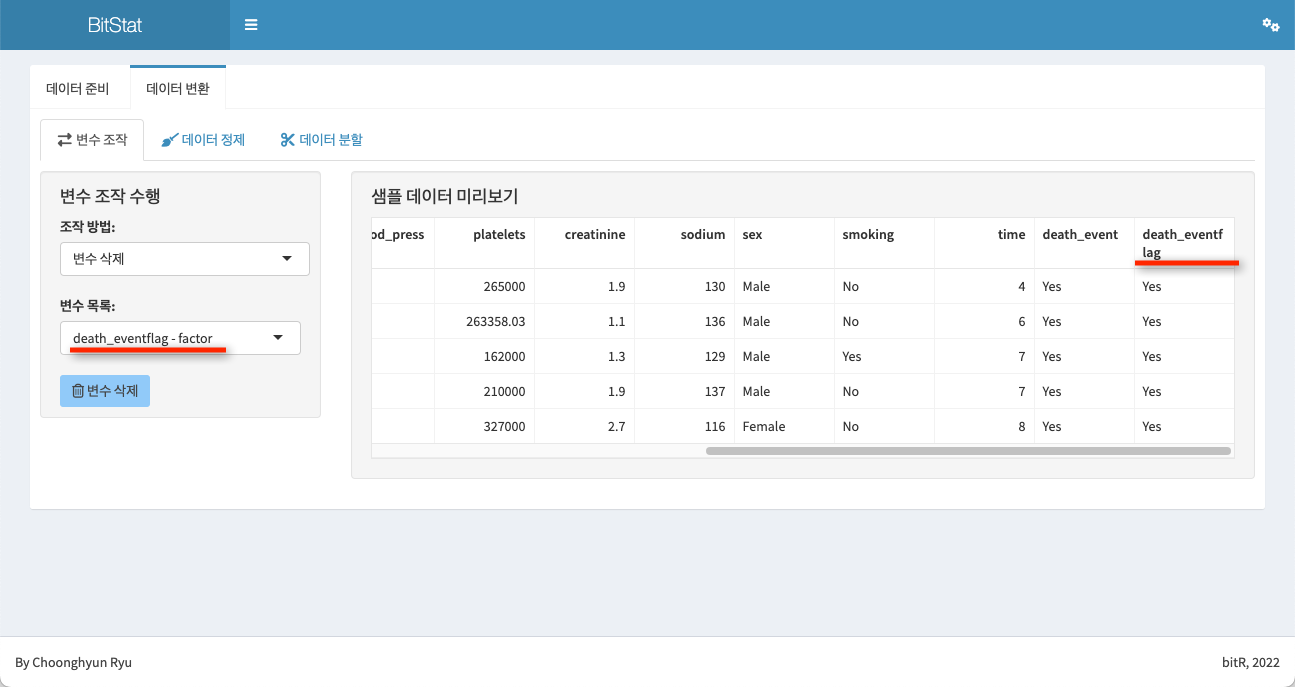 BitStat
데이터 준비 데이터 변환
변수 조작 데이터 정제 데이터 분할
변수 조작 수행
조작 방법:
변수 삭제
변수 목록:
death_eventflag - factor
변수 삭제
샘플 데이터 미리보기
od_press platelets creatinine sodium sex smoking time death_event death_eventf
lag
265000 1.9 130 Male No 4 Yes Yes
263358.03 1.1 136 Male No 6 Yes Yes
162000 1.3 129 Male Yes 7 Yes Yes
210000 1.9 137 Male No 7 Yes Yes
327000 2.7 116 Female No 8 Yes Yes
By Choonghyun Ryu bitR, 2022